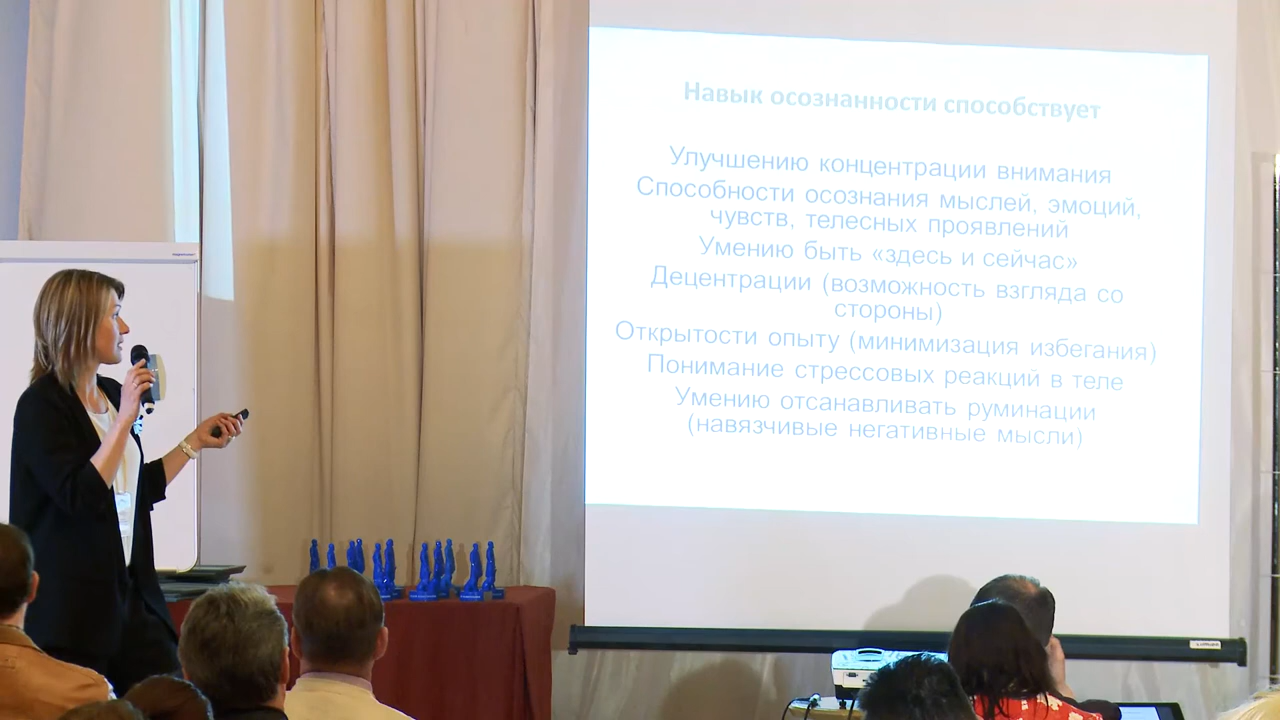 Навык осознанности способствует
Улучшению концентрации внимания
Способности осознания мыслей, эмоций,
чувств, телесных проявлений
Умению быть «здесь и сейчас»
Децентрации (возможность взгляда со
стороны)
Открытости опыту (минимизация избегания)
Понимание стрессовых реакций в теле
Умению отсанавливать руминации
(навязчивые негативные мысли)